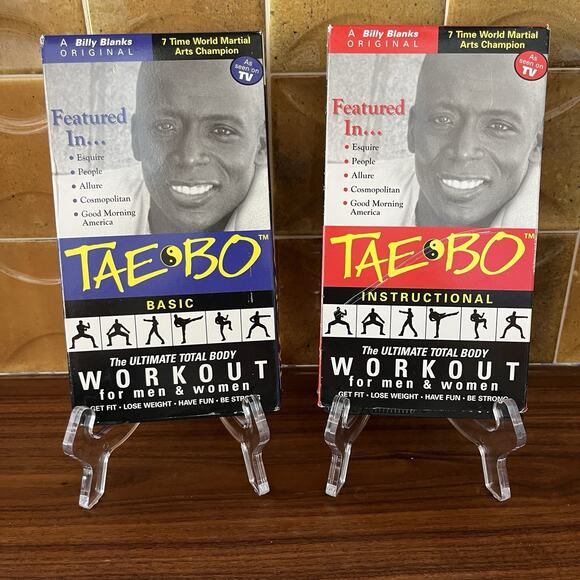 A Billy Blanks
ORIGINAL
7 Time World Martial
Arts Champion
As
seen on
TV
Featured
In...
• Esquire
• People
• Allure
• Cosmopolitan
• Good Morning
America
TAE BO™
BASIC
The ULTIMATE TOTAL BODY
WORKOUT
for men & women
GET FIT • LOSE WEIGHT • HAVE FUN • BE STRONG
A Billy Blanks
ORIGINAL
7 Time World Martial
Arts Champion
As
seen on
TV
Featured
In...
• Esquire
• People
• Allure
• Cosmopolitan
• Good Morning
America
TAE BO™
INSTRUCTIONAL
The ULTIMATE TOTAL BODY
WORKOUT
for men & women
GET FIT • LOSE WEIGHT • HAVE FUN • BE STRONG